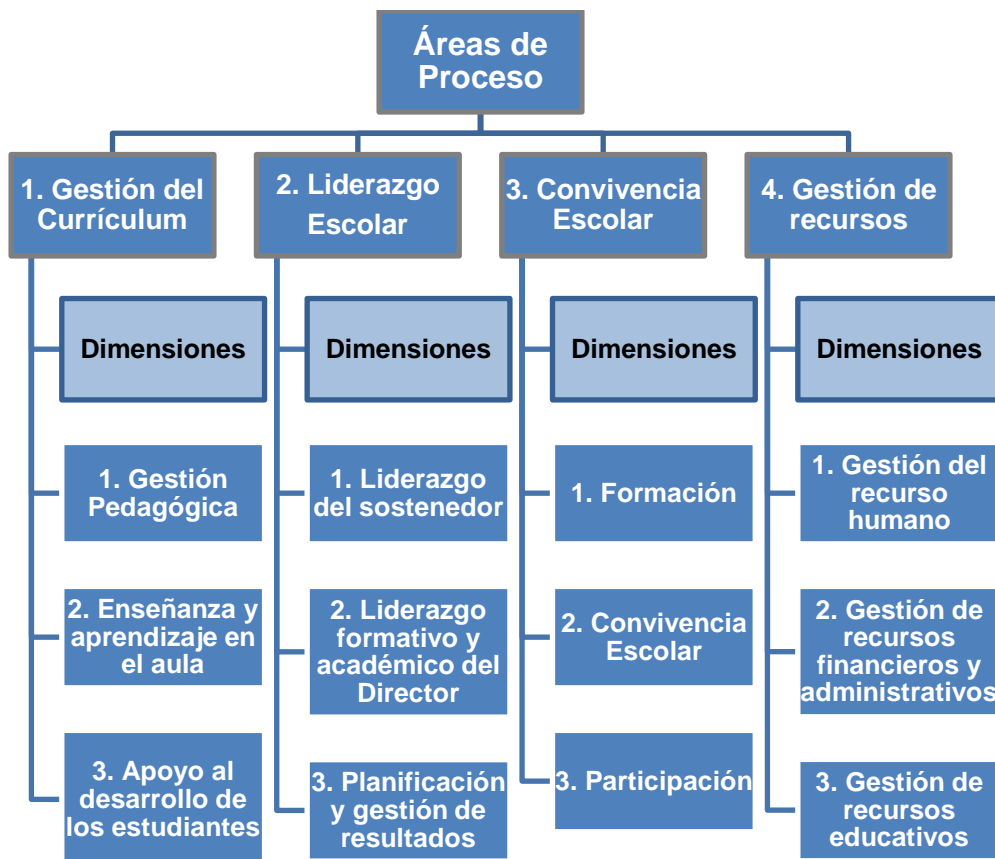 Áreas de
Proceso
1. Gestión del
Currículum
2. Liderazgo
Escolar
3. Convivencia
Escolar
4. Gestión de
recursos
Dimensiones
Dimensiones
Dimensiones
Dimensiones
1. Gestión
Pedagógica
1. Liderazgo
del sostenedor
1. Formación
1. Gestión del
recurso
humano
2. Enseñanza y
aprendizaje en
el aula
2. Liderazgo
formativo y
académico del
Director
2. Convivencia
Escolar
2. Gestión de
recursos
financieros y
administrativos
3. Apoyo al
desarrollo de
los estudiantes
3. Planificación
y gestión de
resultados
3. Participación
3. Gestión de
recursos
educativos